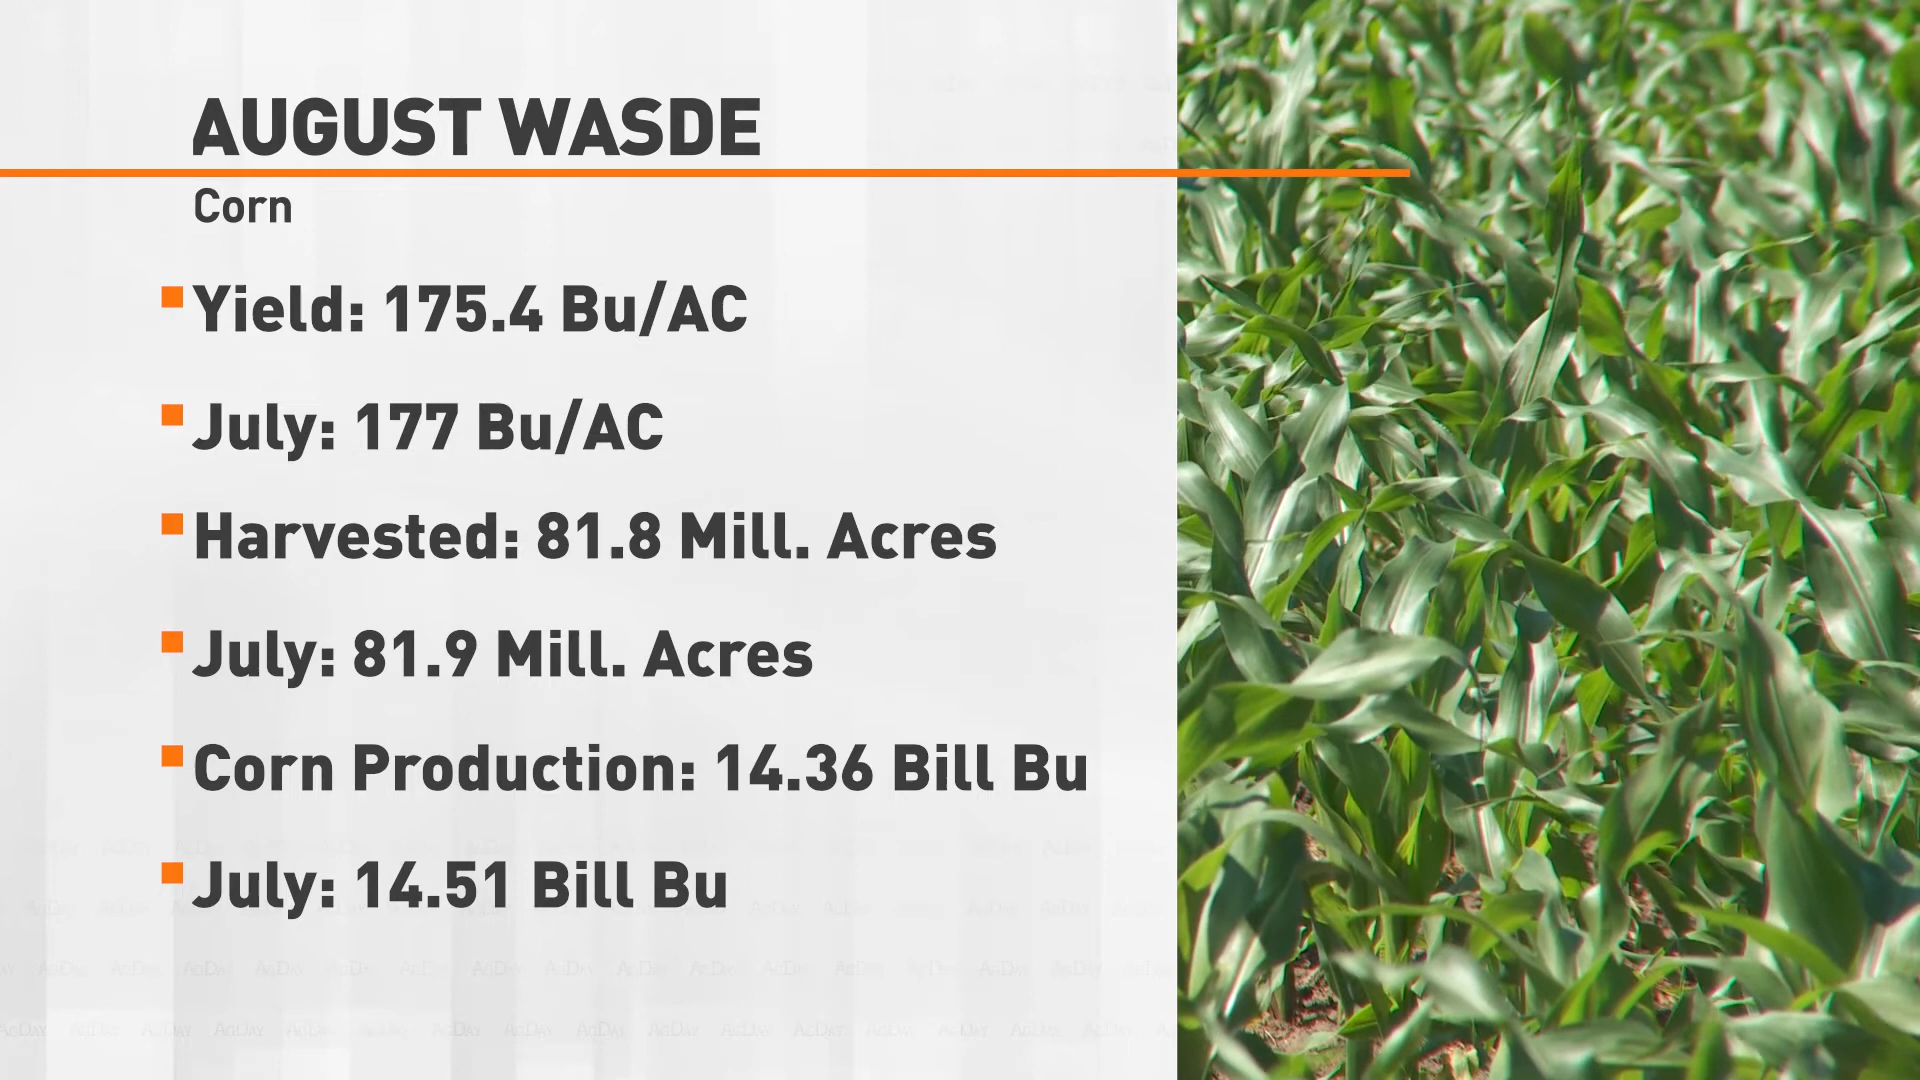 AUGUST WASDE
Corn
Yield: 175.4 Bu/AC
July: 177 Bu/AC
Harvested: 81.8 Mill. Acres
July: 81.9 Mill. Acres
Corn Production: 14.36 Bill Bu
July: 14.51 Bill Bu